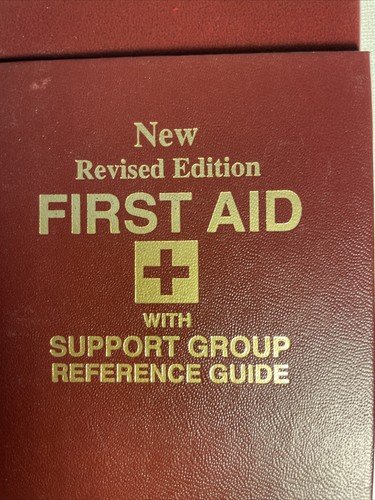 New
Revised Edition
FIRST AID
WITH
SUPPORT GROUP
REFERENCE GUIDE